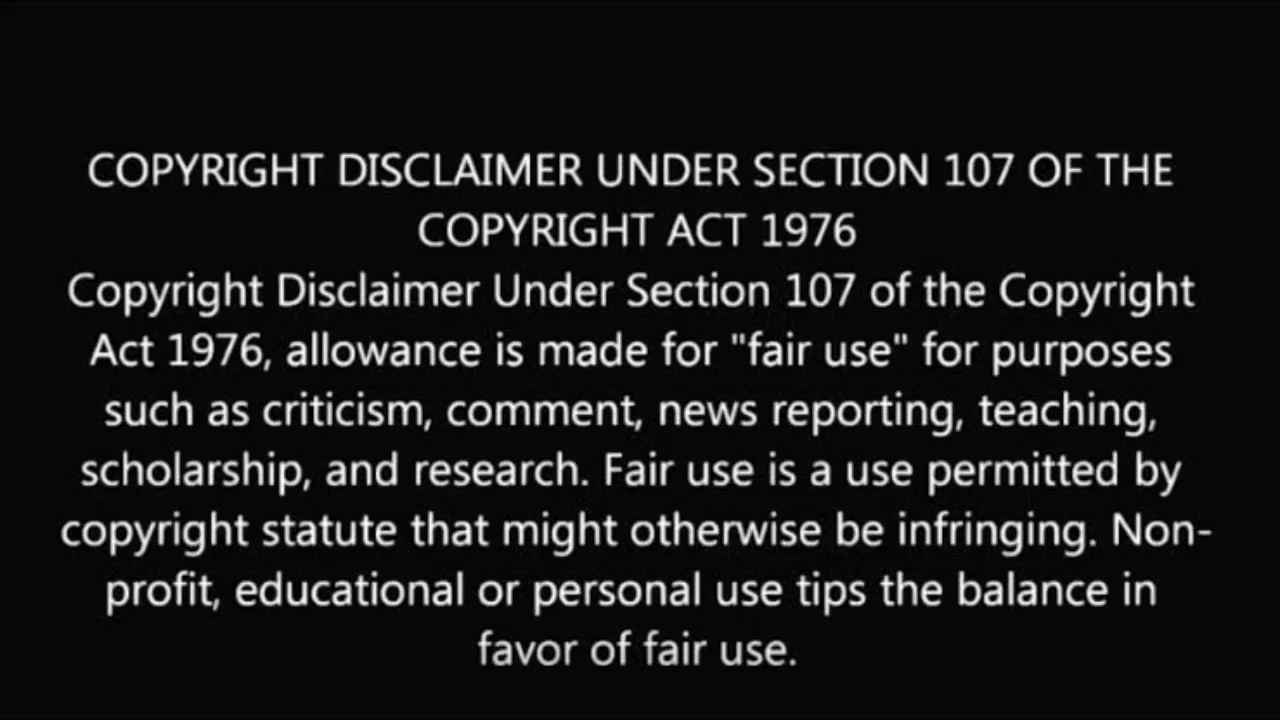 COPYRIGHT DISCLAIMER UNDER SECTION 107 OF THE
COPYRIGHT ACT 1976
Copyright Disclaimer Under Section 107 of the Copyright
Act 1976, allowance is made for "fair use" for purposes
such as criticism, comment, news reporting, teaching,
scholarship, and research. Fair use is a use permitted by
copyright statute that might otherwise be infringing. Non-
profit, educational or personal use tips the balance in
favor of fair use.